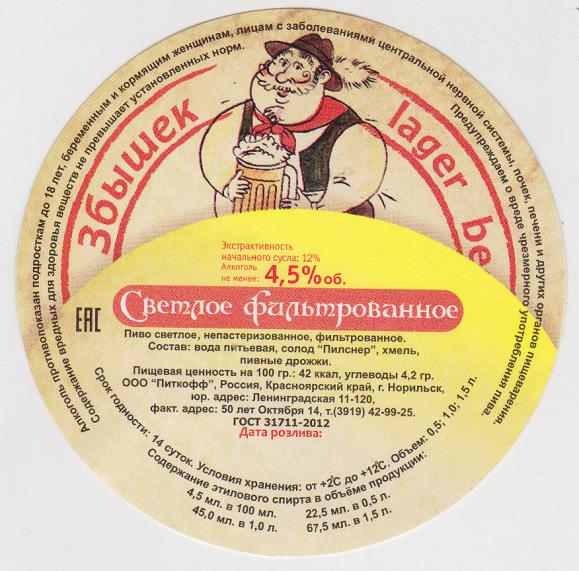 Алкоголь противопоказан подросткам до 18 лет, беременным и кормящим женщинам, лицам с заболеваниями центральной нервной системы, почек, печени и других органов пищеварения.
Содержание вредных для здоровья веществ не превышает установленных норм.
Предупреждаем о вреде чрезмерного употребления пива.
Збышек
lager be
Экстрактивность
начального сусла: 12%
Алкоголь
не менее: 4,5% об.
EAC
Светлое фильтрованное
Пиво светлое, непастеризованное, фильтрованное.
Состав: вода питьевая, солод "Пилснер", хмель,
пивные дрожжи.
Пищевая ценность на 100 гр.: 42 ккал, углеводы 4,2 гр.
ООО "Питкофф", Россия, Красноярский край, г. Норильск,
юр. адрес: Ленинградская 11-120,
факт. адрес: 50 лет Октября 14, т.(3919) 42-99-25.
ГОСТ 31711-2012
Дата розлива:
Срок годности: 14 суток. Условия хранения: от +2°С до +12°С. Объем: 0,5; 1,0; 1,5 л.
Содержание этилового спирта в объёме продукции:
4,5 мл. в 100 мл. 22,5 мл. в 0,5 л.
45,0 мл. в 1,0 л. 67,5 мл. в 1,5 л.